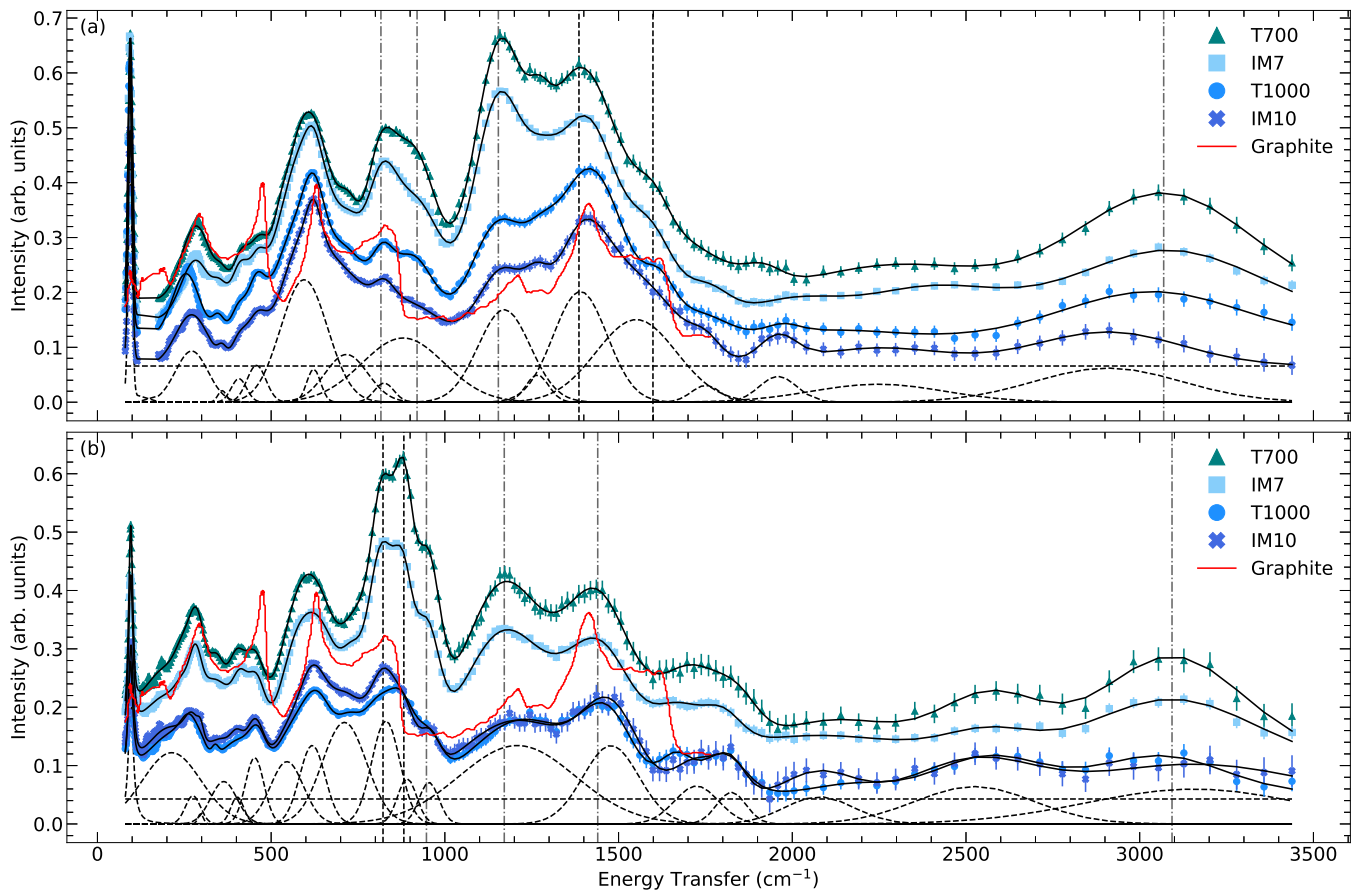 (a)
0.7
0.6
0.5
0.4
0.3
0.2
0.1
0.0
Intensity (arb. units)
T700
IM7
T1000
IM10
Graphite
(b)
0.6
0.5
0.4
0.3
0.2
0.1
0.0
Intensity (arb. uunits)
T700
IM7
T1000
IM10
Graphite
0 500 1000 1500 2000 2500 3000 3500
Energy Transfer (cm⁻¹)